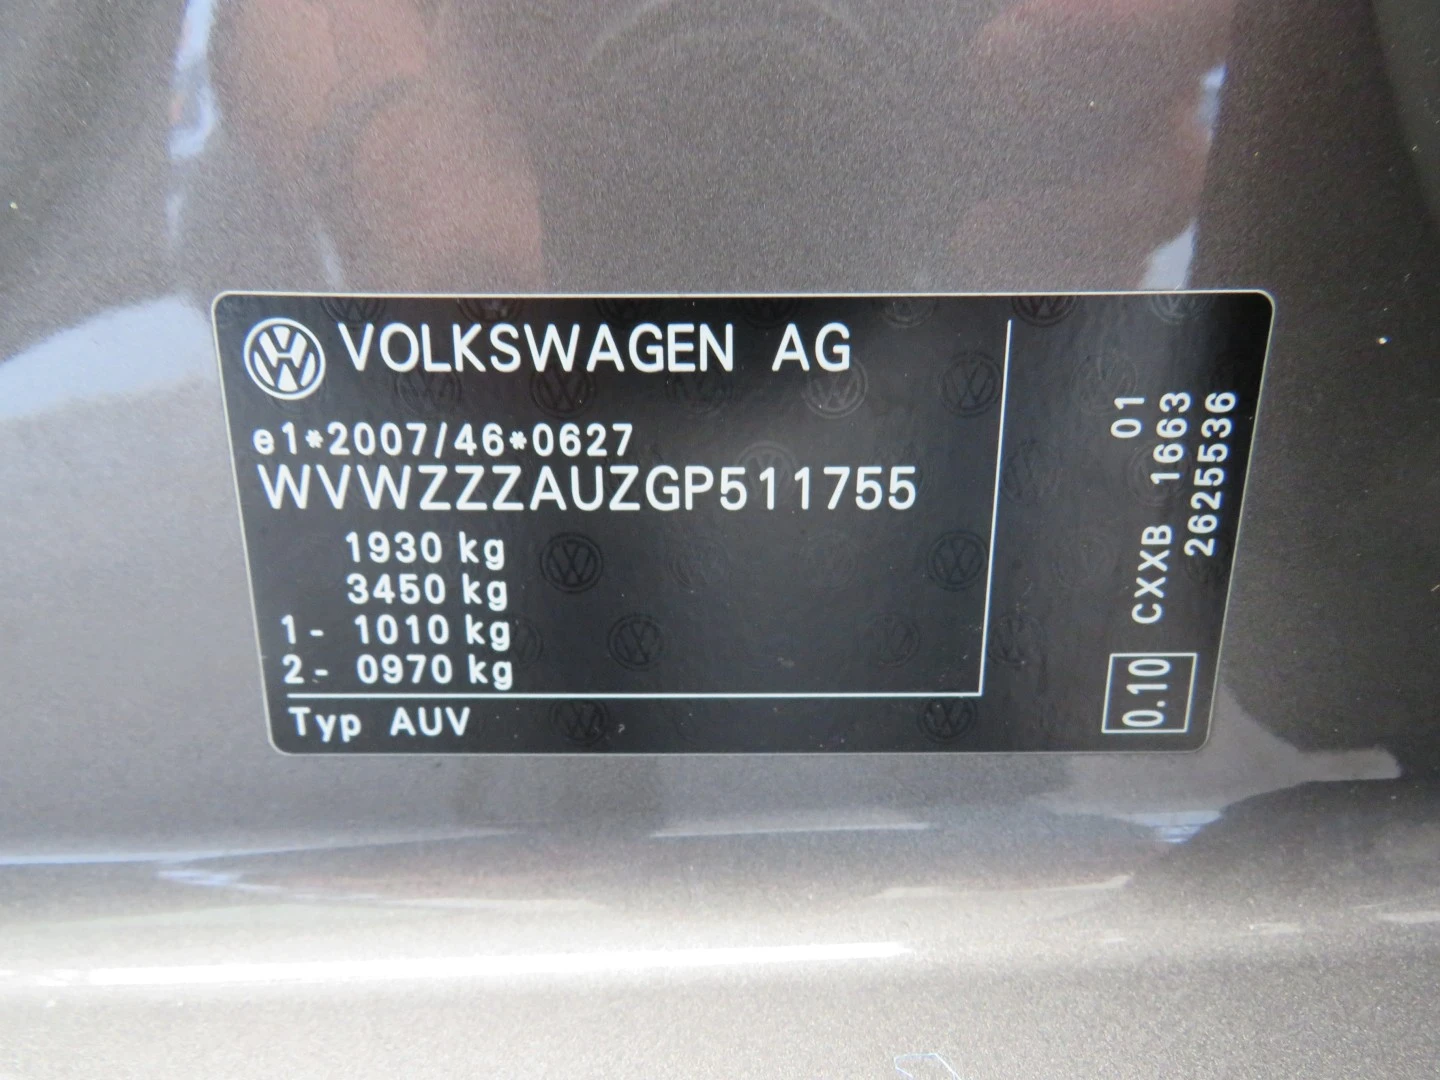 VOLKSWAGEN AG
e1*2007/46*0627
WVWZZZAUZGP511755
1930 kg
3450 kg
1- 1010 kg
2- 0970 kg
Typ AUV
01
0.10 CXXB 1663
2625536